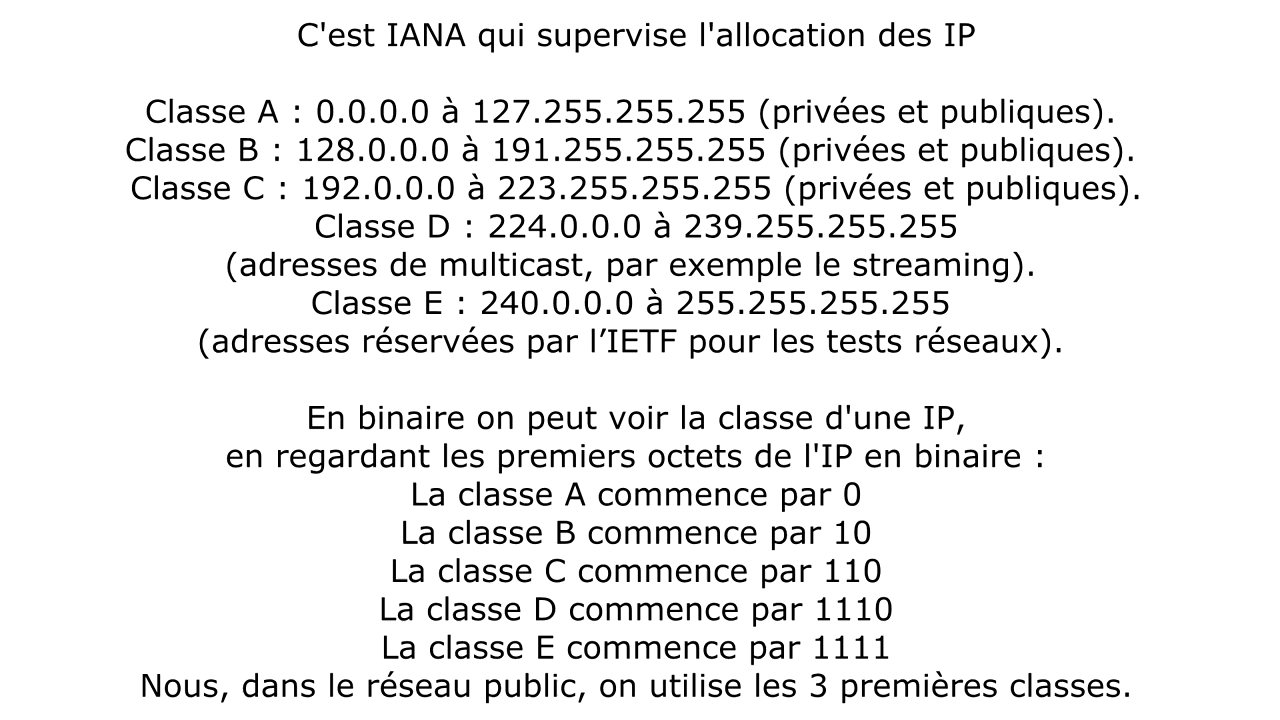 C'est IANA qui supervise l'allocation des IP
Classe A : 0.0.0.0 à 127.255.255.255 (privées et publiques).
Classe B : 128.0.0.0 à 191.255.255.255 (privées et publiques).
Classe C : 192.0.0.0 à 223.255.255.255 (privées et publiques).
Classe D : 224.0.0.0 à 239.255.255.255
(adresses de multicast, par exemple le streaming).
Classe E : 240.0.0.0 à 255.255.255.255
(adresses réservées par l’IETF pour les tests réseaux).
En binaire on peut voir la classe d'une IP,
en regardant les premiers octets de l'IP en binaire :
La classe A commence par 0
La classe B commence par 10
La classe C commence par 110
La classe D commence par 1110
La classe E commence par 1111
Nous, dans le réseau public, on utilise les 3 premières classes.